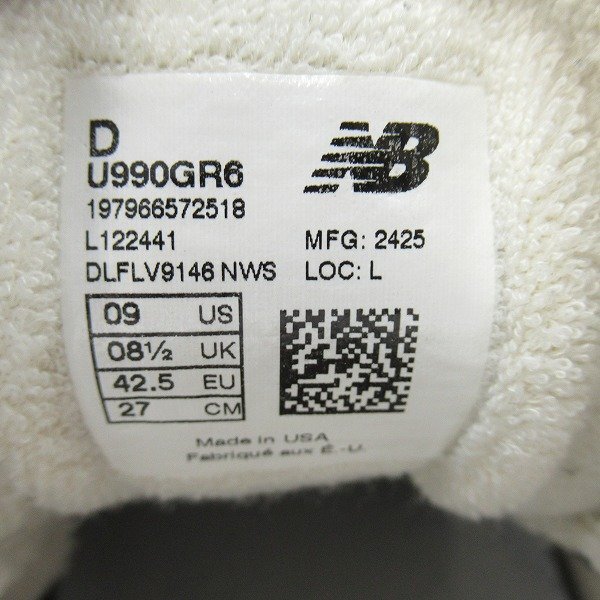 D
NB
U990GR6
197966572518
L122441
MFG: 2425
DLFLV9146 NWS
LOC: L
09 US
08½ UK
42.5 EU
27 CM
Made in USA
Fabriqué aux É.-U.